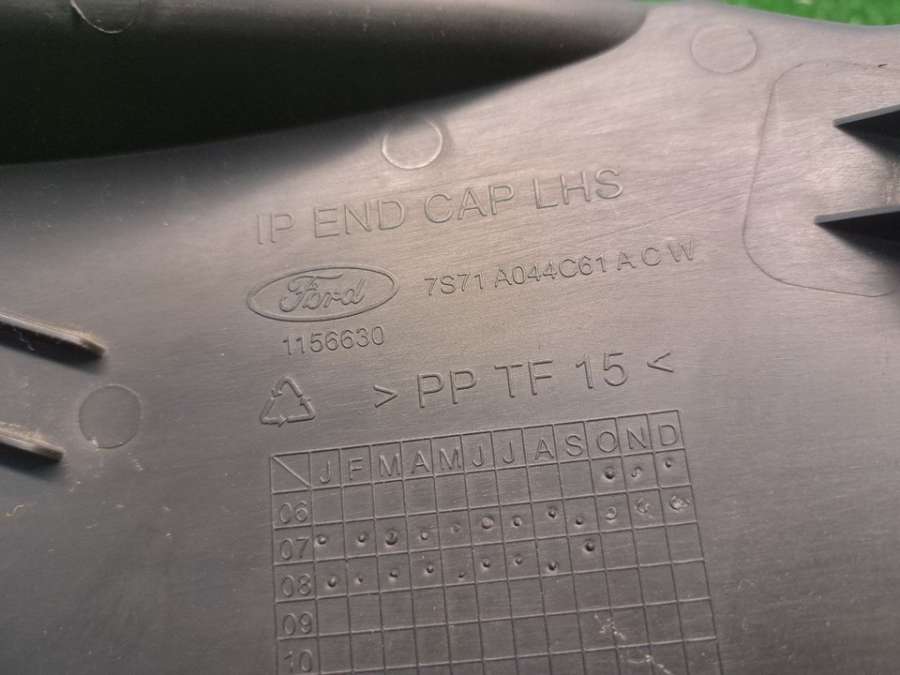 IP END CAP LHS
Ford
7S71 A044C61 A C W
1156630
> PP TF 15 <
J F M A M J J A S O N D
06
07
08
09
10